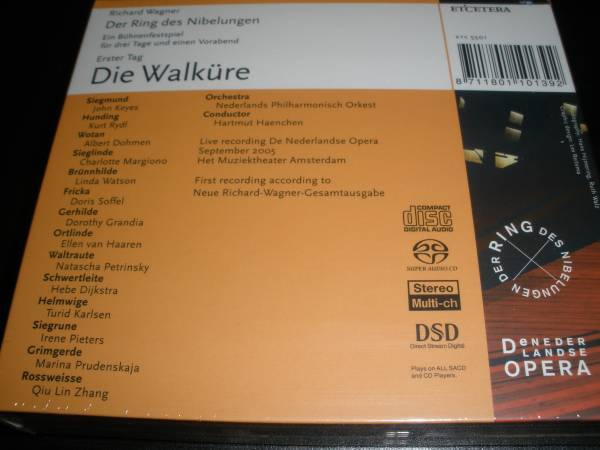 Richard Wagner
Der Ring des Nibelungen
Ein Bühnenfestspiel
für drei Tage und einen Vorabend
Erster Tag
Die Walküre
Siegmund
John Keyes
Hunding
Kurt Rydl
Wotan
Albert Dohmen
Sieglinde
Charlotte Margiono
Brünnhilde
Linda Watson
Fricka
Doris Soffel
Gerhilde
Dorothy Grandia
Ortlinde
Ellen van Haaren
Waltraute
Natascha Petrinsky
Schwertleite
Hebe Dijkstra
Helmwige
Turid Karlsen
Siegrune
Irene Pieters
Grimgerde
Marina Prudenskaja
Rossweisse
Qiu Lin Zhang
Orchestra
Nederlands Philharmonisch Orkest
Conductor
Hartmut Haenchen
Live recording De Nederlandse Opera
September 2005
Het Muziektheater Amsterdam
First recording according to
Neue Richard-Wagner-Gesamtausgabe
COMPACT
disc
DIGITAL AUDIO
SUPER AUDIO CD
Stereo
Multi-ch
DSD
Direct Stream Digital
Plays on ALL SACD
and CD Players.
ETCETERA
KTC 5501
8 711801 101392
DER RING DES NIBELUNGEN
DE NEDER
LANDSE
OPERA